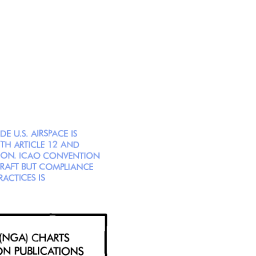 DE U.S. AIRSPACE IS
TH ARTICLE 12 AND
ON. ICAO CONVENTION
RAFT BUT COMPLIANCE
RACTICES IS
(NGA) CHARTS
ON PUBLICATIONS